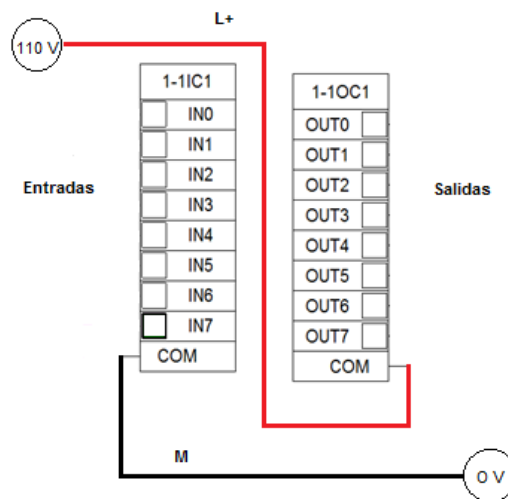 L+
110 V
1-1IC1
IN0
IN1
IN2
IN3
IN4
IN5
IN6
IN7
COM
Entradas
1-1OC1
OUT0
OUT1
OUT2
OUT3
OUT4
OUT5
OUT6
OUT7
COM
Salidas
M
0 V